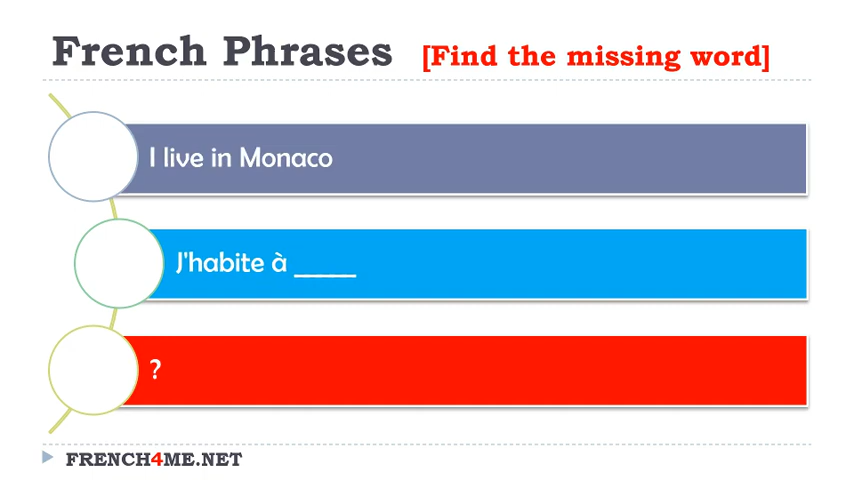 French Phrases [Find the missing word]
I live in Monaco
J'habite à _____
?
FRENCH4ME.NET